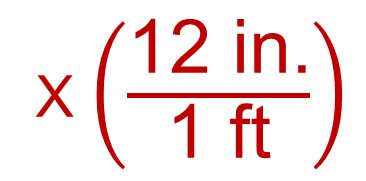 x (12 in.
1 ft)